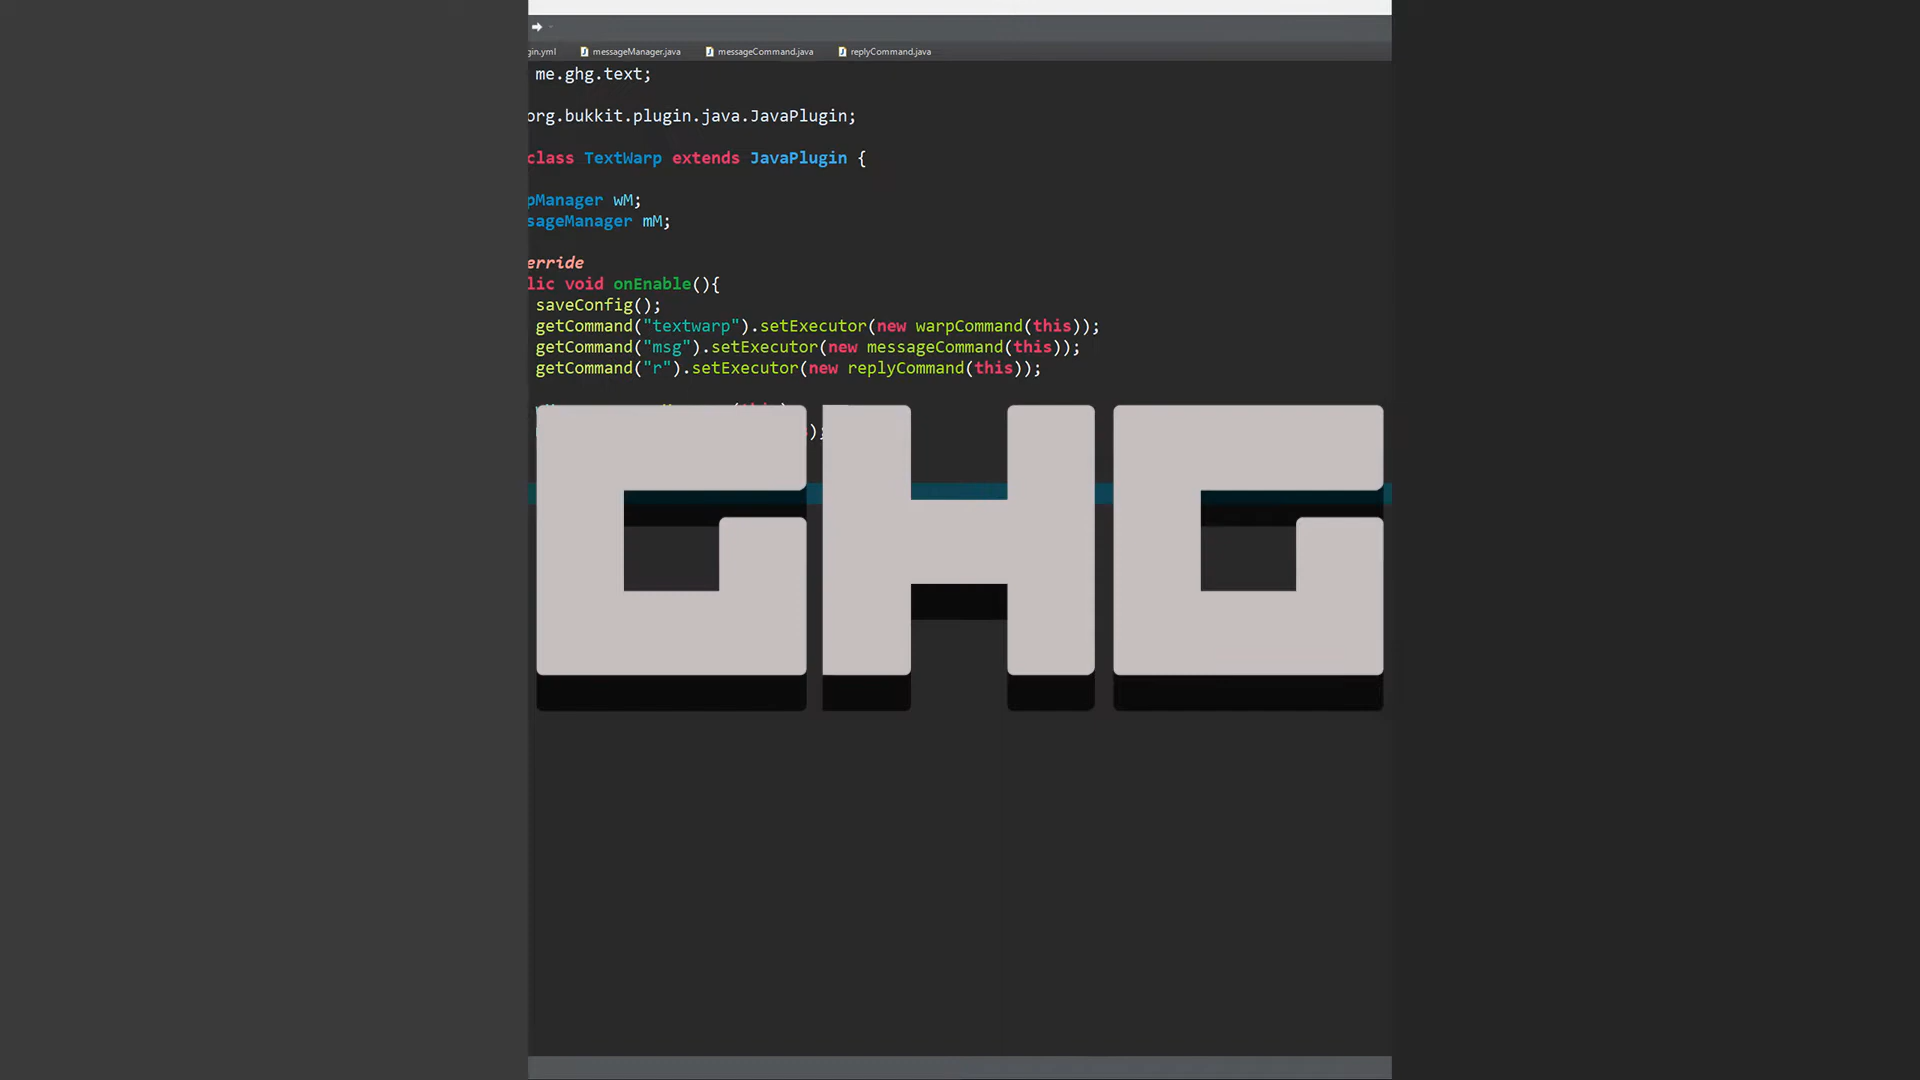 gin.yml messageManager.java messageCommand.java replyCommand.java
me.ghg.text;
org.bukkit.plugin.java.JavaPlugin;
class TextWarp extends JavaPlugin {
pManager wM;
sageManager mM;
erride
lic void onEnable(){
saveConfig();
getCommand("textwarp").setExecutor(new warpCommand(this));
getCommand("msg").setExecutor(new messageCommand(this));
getCommand("r").setExecutor(new replyCommand(this));
);
GHG